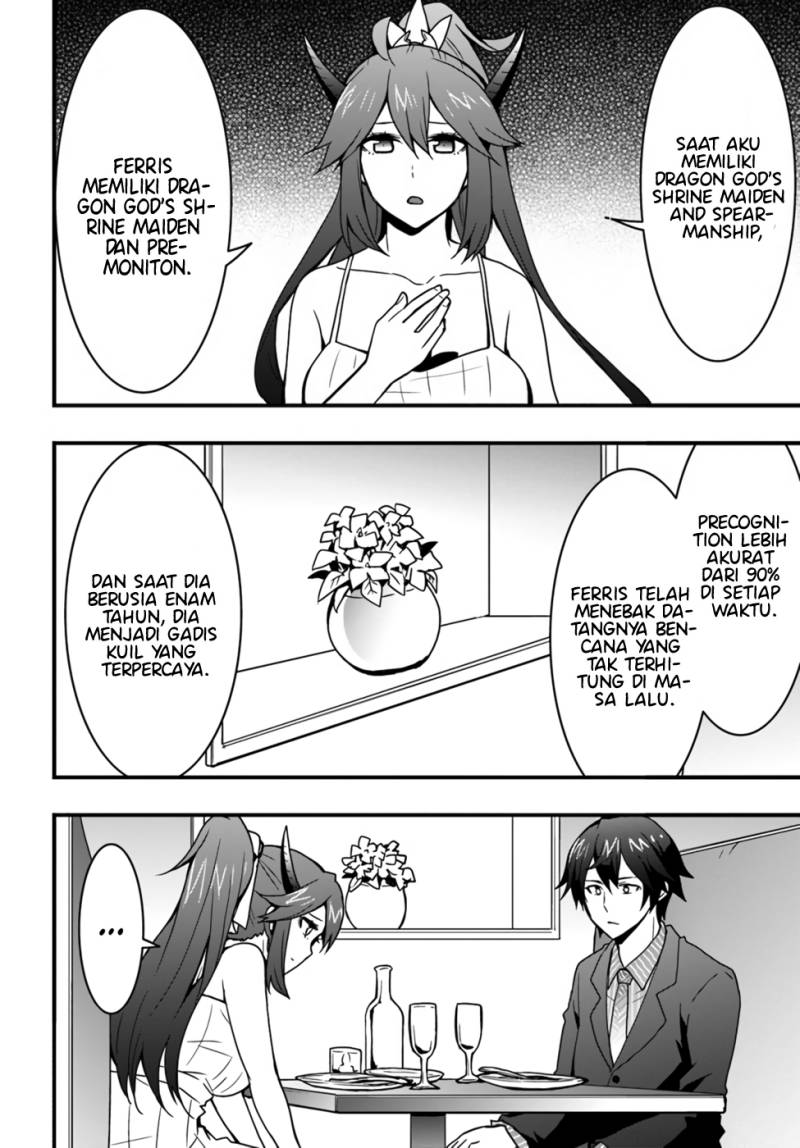 SAAT AKU
MEMILIKI
DRAGON GOD'S
SHRINE MAIDEN
AND SPEAR-
MANSHIP,
FERRIS
MEMILIKI DRA-
GON GOD'S SH-
RINE MAIDEN
DAN PRE-
MONITON.
PRECOGNI-
TION LEBIH
AKURAT
DARI 90%
DI SETIAP
WAKTU.
FERRIS TELAH
MENEBAK DA-
TANGNYA BEN-
CANA YANG
TAK TERHI-
TUNG DI MA-
SA LALU.
DAN SAAT DIA
BERUSIA ENAM
TAHUN, DIA
MENJADI GADIS
KUIL YANG
TERPERCAYA.
...